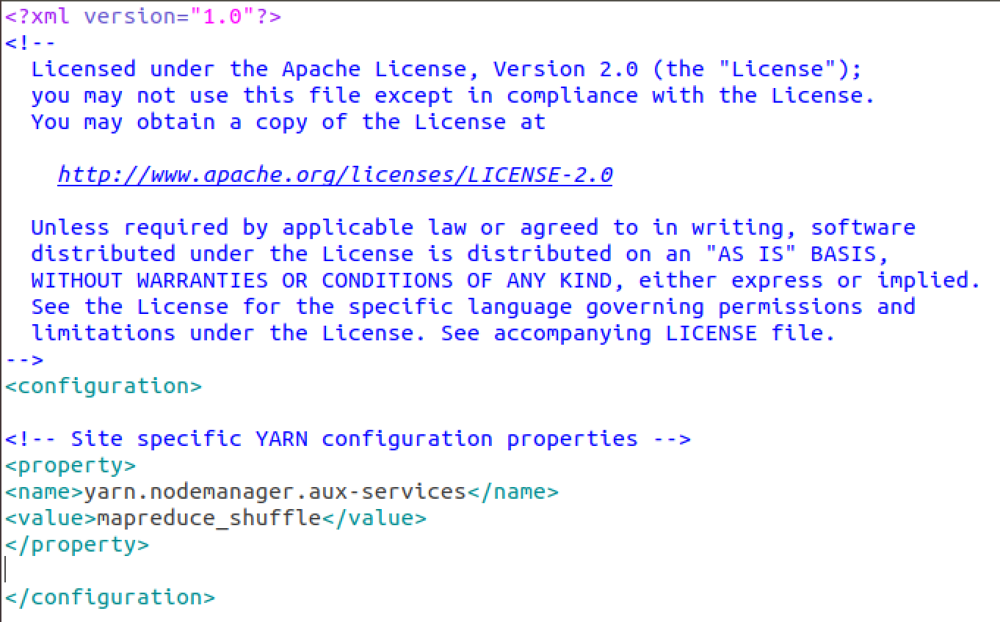 <?xml version="1.0"?>
<!--
  Licensed under the Apache License, Version 2.0 (the "License");
  you may not use this file except in compliance with the License.
  You may obtain a copy of the License at

    http://www.apache.org/licenses/LICENSE-2.0

  Unless required by applicable law or agreed to in writing, software
  distributed under the License is distributed on an "AS IS" BASIS,
  WITHOUT WARRANTIES OR CONDITIONS OF ANY KIND, either express or implied.
  See the License for the specific language governing permissions and
  limitations under the License. See accompanying LICENSE file.
-->
<configuration>

<!-- Site specific YARN configuration properties -->
<property>
<name>yarn.nodemanager.aux-services</name>
<value>mapreduce_shuffle</value>
</property>

</configuration>